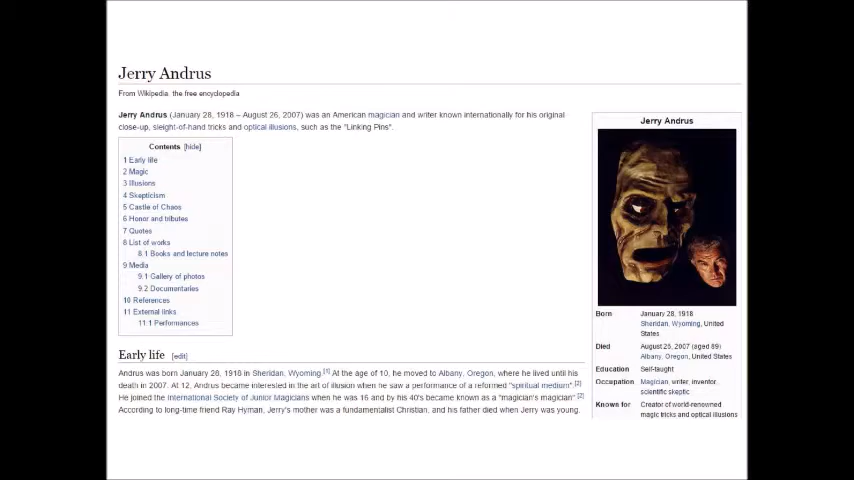 Jerry Andrus
From Wikipedia, the free encyclopedia
Jerry Andrus (January 28, 1918 – August 26, 2007) was an American magician and writer known internationally for his original
close-up, sleight-of-hand tricks and optical illusions, such as the "Linking Pins".
Contents [hide]
1 Early life
2 Magic
3 Illusions
4 Skepticism
5 Castle of Chaos
6 Honor and tributes
7 Quotes
8 List of works
8.1 Books and lecture notes
9 Media
9.1 Gallery of photos
9.2 Documentaries
10 References
11 External links
11.1 Performances
Early life [edit]
Andrus was born January 28, 1918 in Sheridan, Wyoming.[1] At the age of 10, he moved to Albany, Oregon, where he lived until his
death in 2007. At 12, Andrus became interested in the art of illusion when he saw a performance of a reformed "spiritual medium".[2]
He joined the International Society of Junior Magicians when he was 16 and by his 40's became known as a "magician's magician".[2]
According to long-time friend Ray Hyman, Jerry's mother was a fundamentalist Christian, and his father died when Jerry was young.
Jerry Andrus
Born January 28, 1918
Sheridan, Wyoming, United
States
Died August 26, 2007 (aged 89)
Albany, Oregon, United States
Education Self-taught
Occupation Magician, writer, inventor,
scientific skeptic
Known for Creator of world-renowned
magic tricks and optical illusions